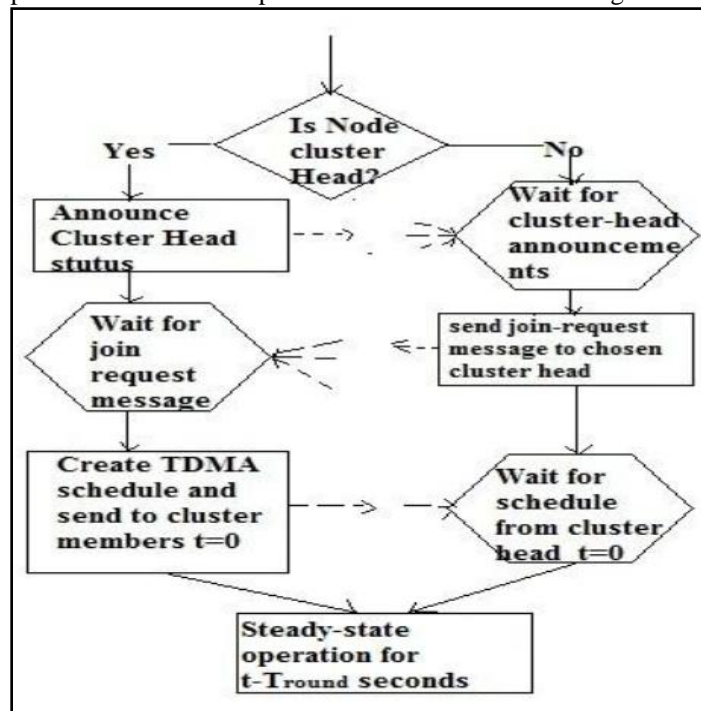 Is Node
cluster
Head?
Yes
No
Announce
Cluster Head
stutus
Wait for
cluster-head
announceme
nts
Wait for
join
request
message
send join-request
message to chosen
cluster head
Create TDMA
schedule and
send to cluster
members t=0
Wait for
schedule
from cluster
head t=0
Steady-state
operation for
t-Tround seconds